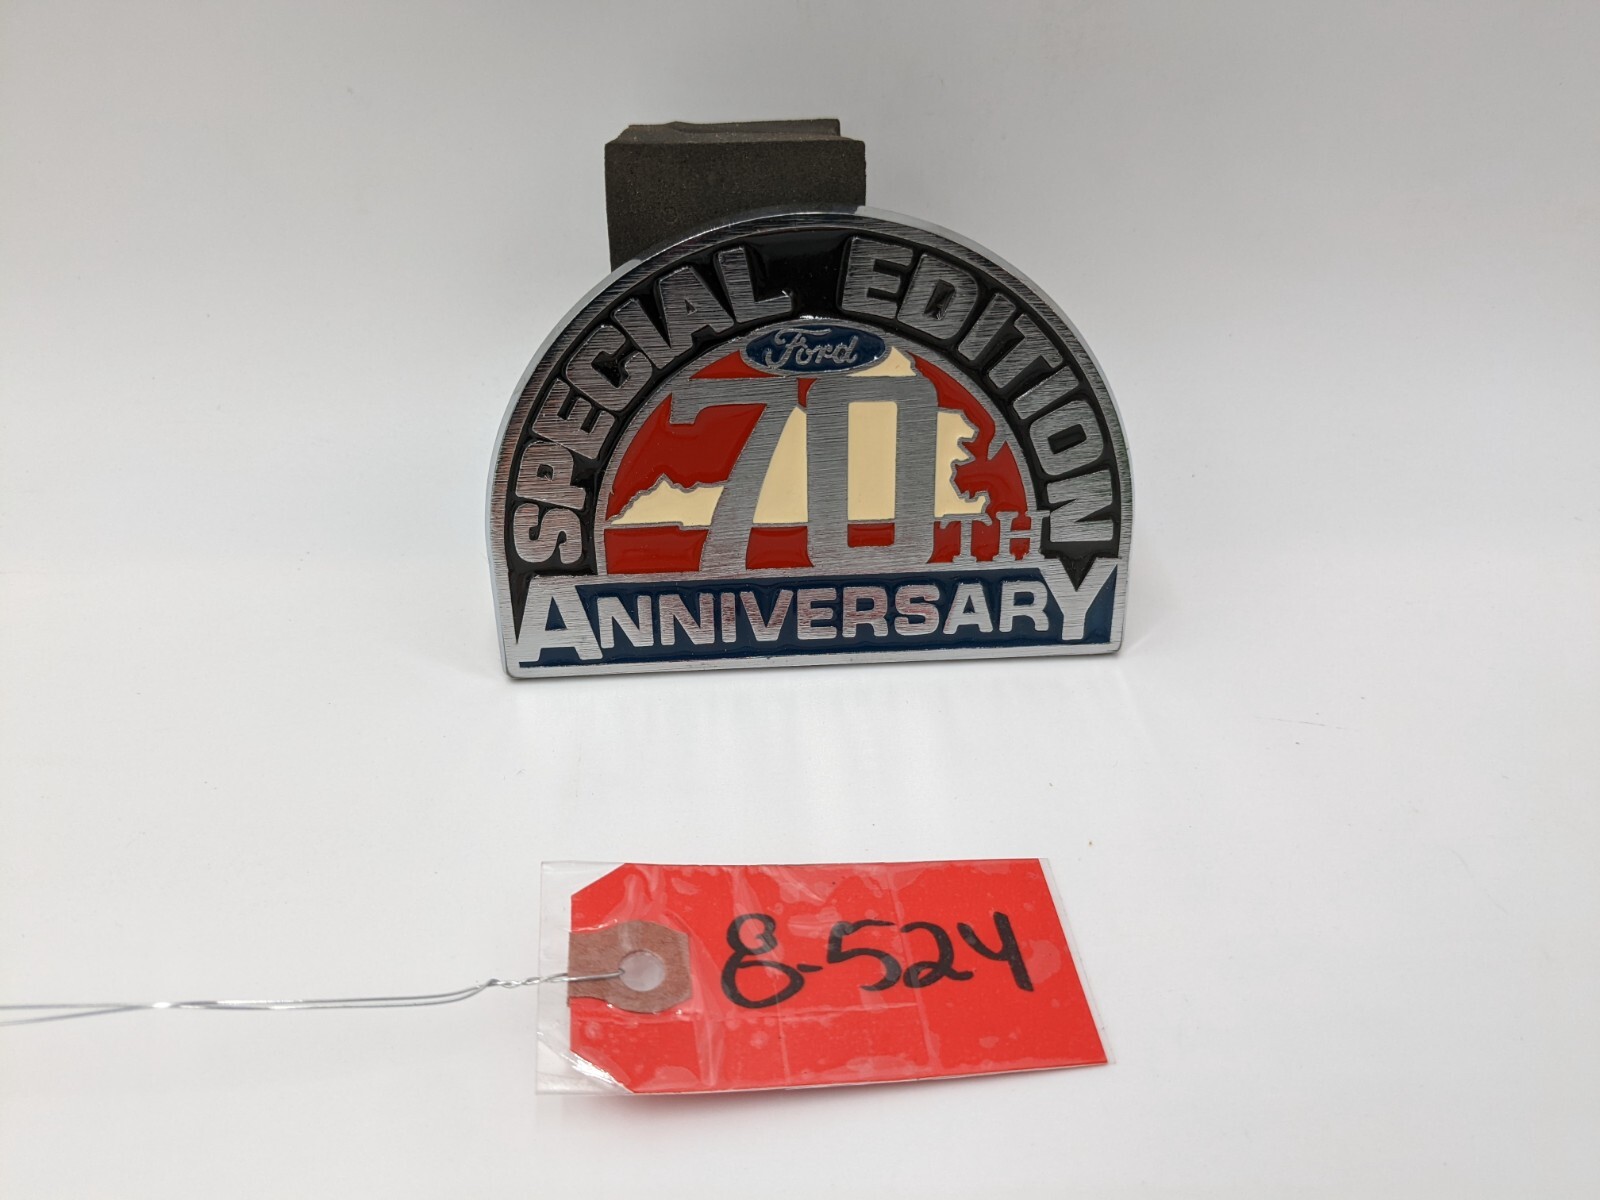 SPECIAL EDITION
Ford
70TH
ANNIVERSARY
8-524